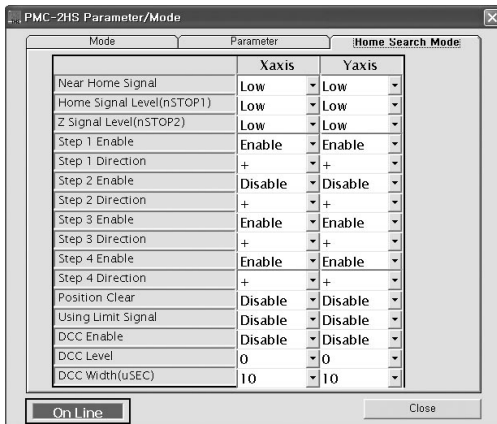 PMC-2HS Parameter/Mode
Mode Parameter Home Search Mode
Xaxis Yaxis
Near Home Signal Low Low
Home Signal Level(nSTOP1) Low Low
Z Signal Level(nSTOP2) Low Low
Step 1 Enable Enable Enable
Step 1 Direction + +
Step 2 Enable Disable Disable
Step 2 Direction + +
Step 3 Enable Enable Enable
Step 3 Direction + +
Step 4 Enable Enable Enable
Step 4 Direction + +
Position Clear Disable Disable
Using Limit Signal Disable Disable
DCC Enable Disable Disable
DCC Level 0 0
DCC Width(uSEC) 10 10
On Line Close